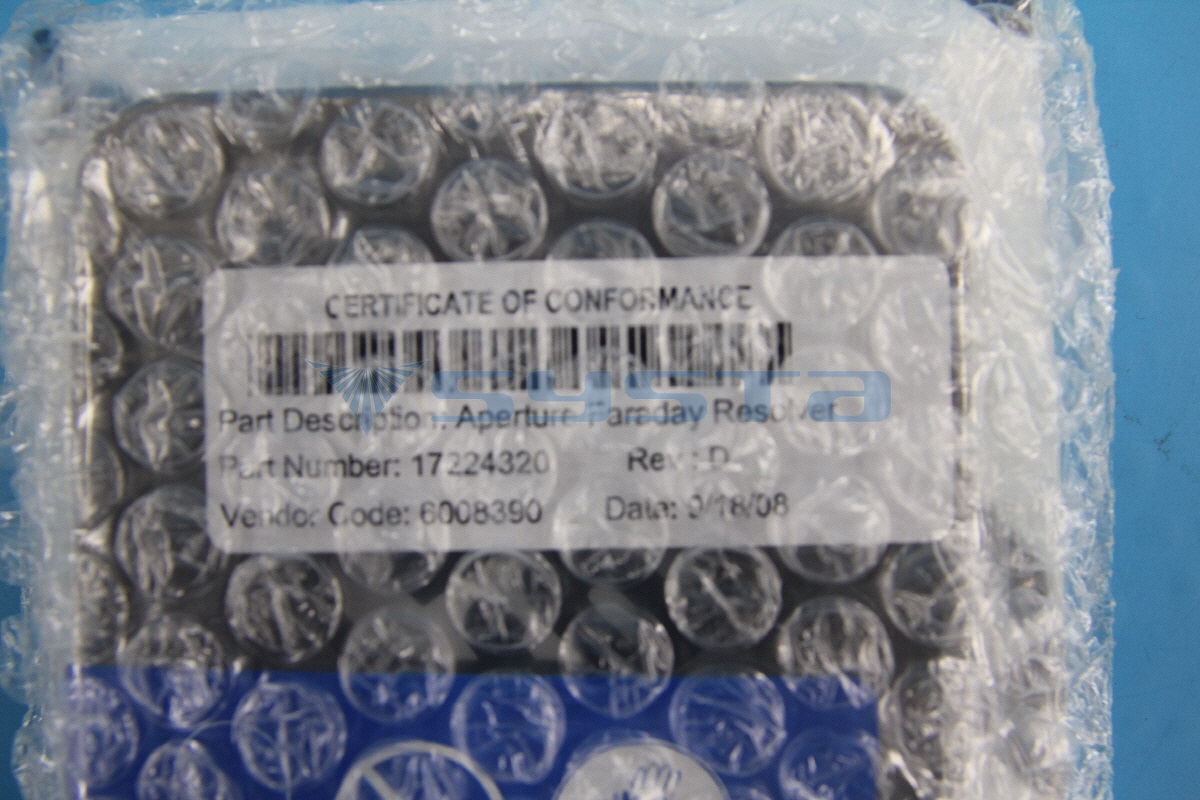 CERTIFICATE OF CONFORMANCE
systa
Part Description: Aperture Faraday Resolver
Part Number: 17224320 Rev : D
Vendor Code: 6008390 Data: 9/18/08